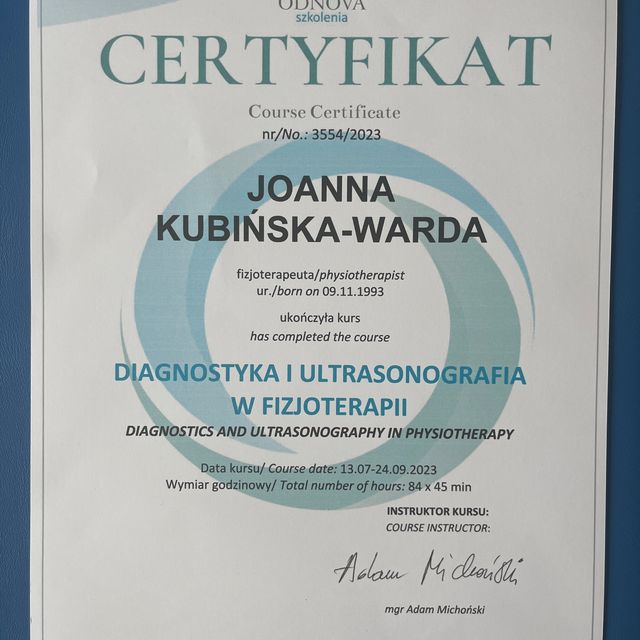 ODNOVA
szkolenia
CERTYFIKAT
Course Certificate
nr/No.: 3554/2023
JOANNA
KUBIŃSKA-WARDA
fizjoterapeuta/physiotherapist
ur./born on 09.11.1993
ukończyła kurs
has completed the course
DIAGNOSTYKA I ULTRASONOGRAFIA
W FIZJOTERAPII
DIAGNOSTICS AND ULTRASONOGRAPHY IN PHYSIOTHERAPY
Data kursu/ Course date: 13.07-24.09.2023
Wymiar godzinowy/ Total number of hours: 84 x 45 min
INSTRUKTOR KURSU:
COURSE INSTRUCTOR:
Adam Michoński
mgr Adam Michoński